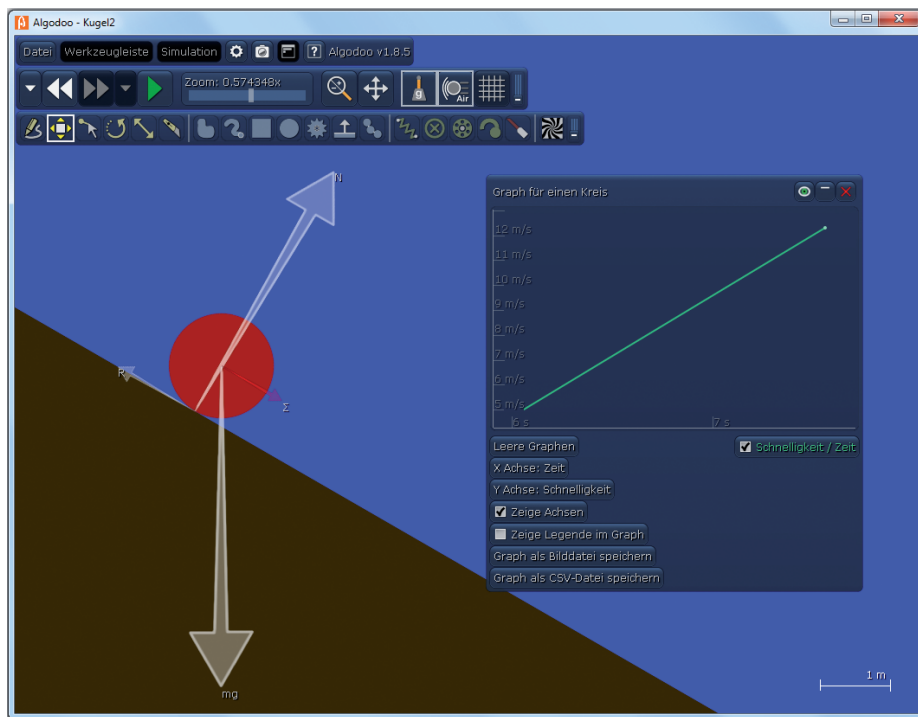 Algodoo - Kugel2
Datei Werkzeugleiste Simulation ? Algodoo v1.8.5
Zoom: 0.574348x
g Air
N
R
Σ
mg
Graph für einen Kreis
12 m/s
11 m/s
10 m/s
9 m/s
8 m/s
7 m/s
6 m/s
5 m/s
6 s 7 s
Leere Graphen
Schnelligkeit / Zeit
X Achse: Zeit
Y Achse: Schnelligkeit
Zeige Achsen
Zeige Legende im Graph
Graph als Bilddatei speichern
Graph als CSV-Datei speichern
1 m